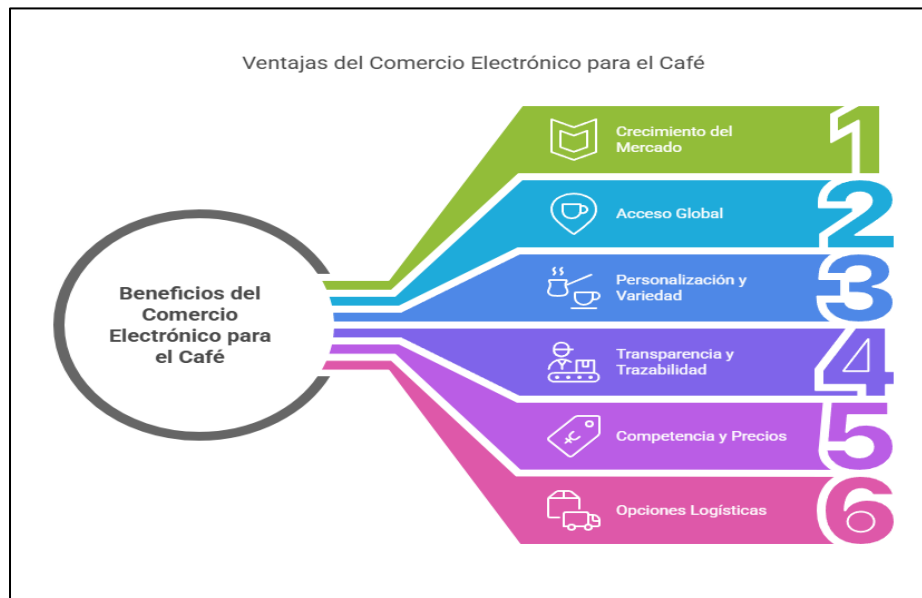 Ventajas del Comercio Electrónico para el Café
Crecimiento del
Mercado
1
Acceso Global
2
Personalización y
Variedad
3
Beneficios del
Comercio
Electrónico para
el Café
Transparencia y
Trazabilidad
4
Competencia y Precios
5
Opciones Logísticas
6